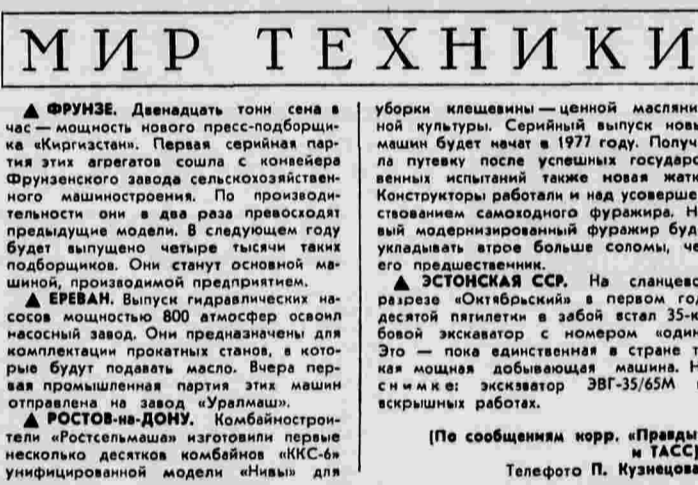 МИР ТЕХНИКИ
▲ ФРУНЗЕ. Двенадцать тонн сена в
час — мощность нового пресс-подборщи-
ка «Киргизстан». Первая серийная пар-
тия этих агрегатов сошла с конвейера
Фрунзенского завода сельскохозяйствен-
ного машиностроения. По производи-
тельности они в два раза превосходят
предыдущие модели. В следующем году
будет выпущено четыре тысячи таких
подборщиков. Они станут основной ма-
шиной, производимой предприятием.
▲ ЕРЕВАН. Выпуск гидравлических на-
сосов мощностью 800 атмосфер освоил
насосный завод. Они предназначены для
комплектации прокатных станов, в кото-
рые будут подавать масло. Вчера пер-
вая промышленная партия этих машин
отправлена на завод «Уралмаш».
▲ РОСТОВ-на-ДОНУ. Комбайнострои-
тели «Ростсельмаша» изготовили первые
несколько десятков комбайнов «ККС-6»
унифицированной модели «Нивы» для
уборки клещевины — ценной маслянич
ной культуры. Серийный выпуск новы
машин будет начат в 1977 году. Получи
ла путевку после успешных государс
венных испытаний также новая жатк
Конструкторы работали и над усовершен
ствованием самоходного фуражира. Н
вый модернизированный фуражир буд
укладывать втрое больше соломы, че
его предшественник.
▲ ЭСТОНСКАЯ ССР. На сланцево
разрезе «Октябрьский» в первом год
десятой пятилетки в забой встал 35-к
бовой экскаватор с номером «один
Это — пока единственная в стране т
кая мощная добывающая машина. Н
снимке: экскаватор ЭВГ-35/65М
вскрышных работах.
(По сообщениям корр. «Правды
и ТАСС)
Телефото П. Кузнецова